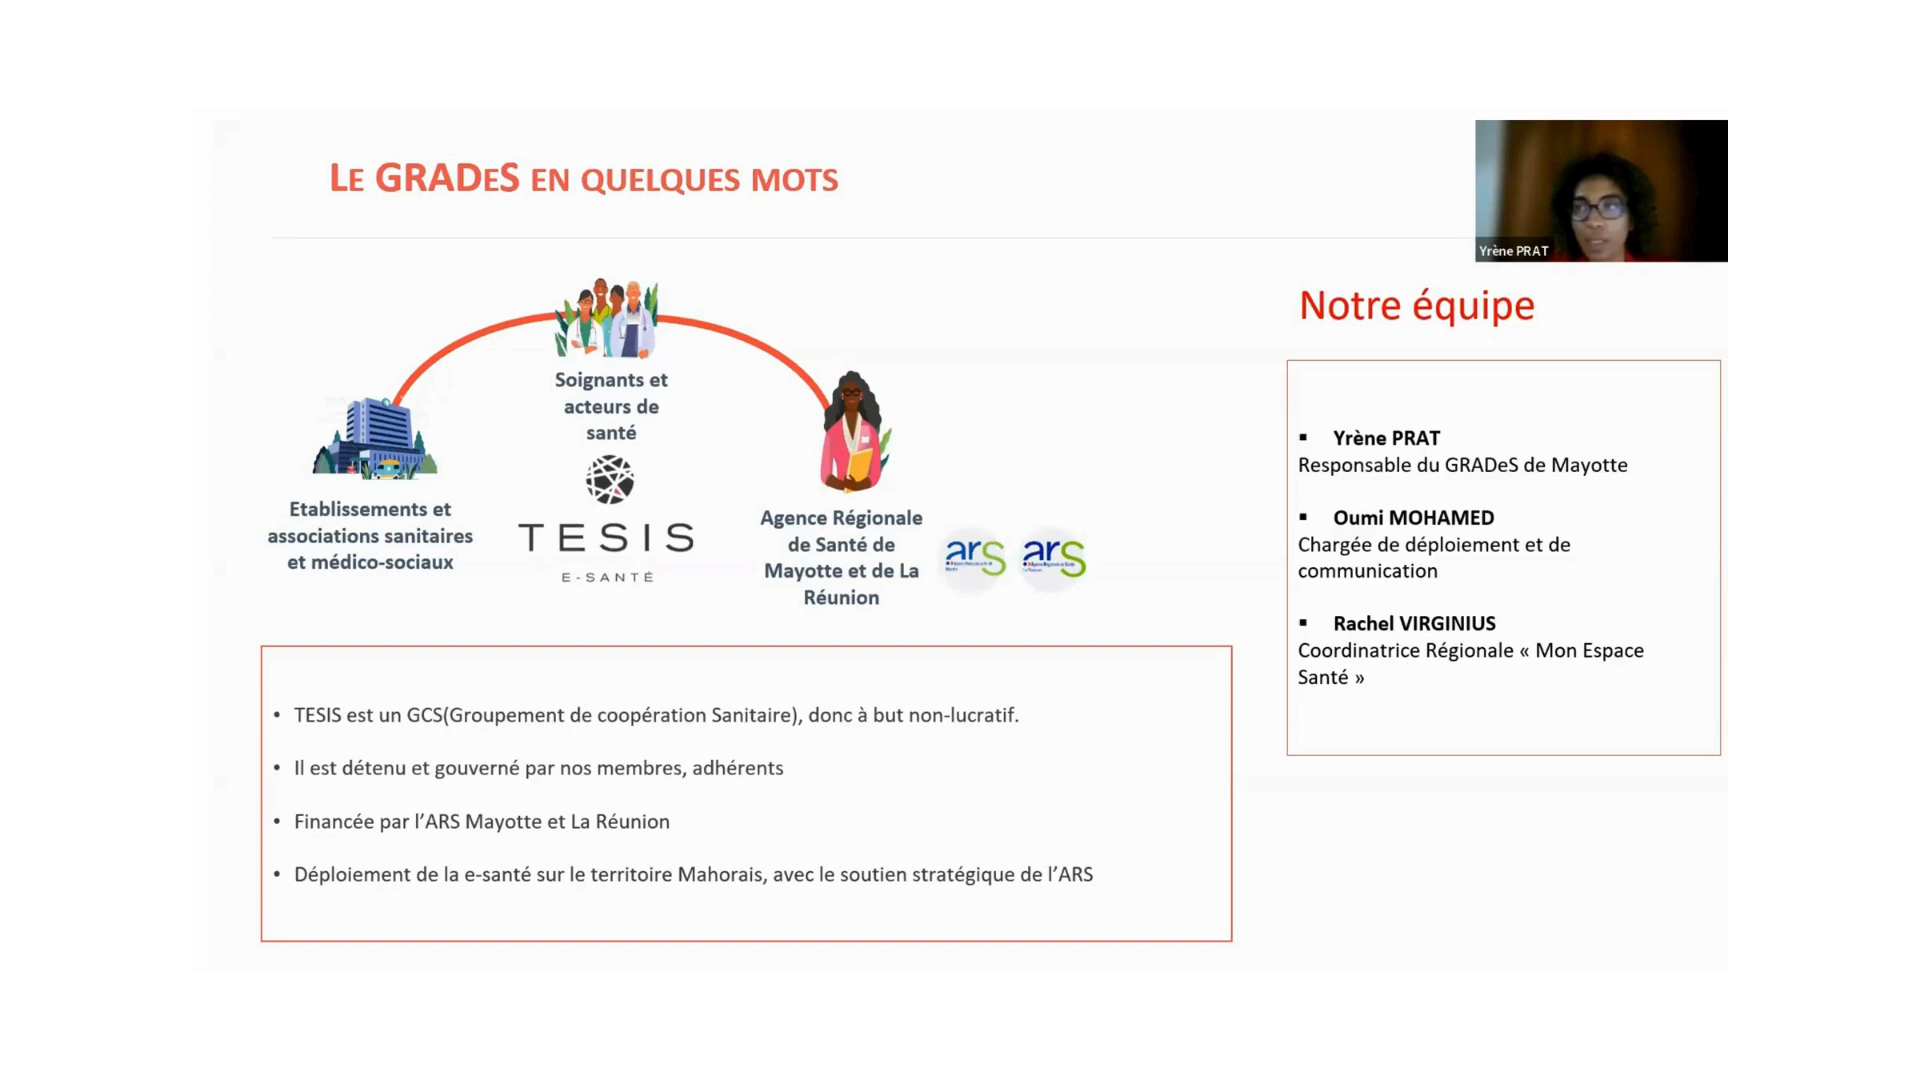 LE GRADeS EN QUELQUES MOTS
Yrène PRAT
Notre équipe
Soignants et
acteurs de
santé
Etablissements et
associations sanitaires
et médico-sociaux
TESIS
E-SANTÉ
Agence Régionale
de Santé de
Mayotte et de La
Réunion
ars
ars
▪ Yrène PRAT
Responsable du GRADeS de Mayotte
▪ Oumi MOHAMED
Chargée de déploiement et de
communication
▪ Rachel VIRGINIUS
Coordinatrice Régionale « Mon Espace
Santé »
• TESIS est un GCS(Groupement de coopération Sanitaire), donc à but non-lucratif.
• Il est détenu et gouverné par nos membres, adhérents
• Financée par l’ARS Mayotte et La Réunion
• Déploiement de la e-santé sur le territoire Mahorais, avec le soutien stratégique de l’ARS